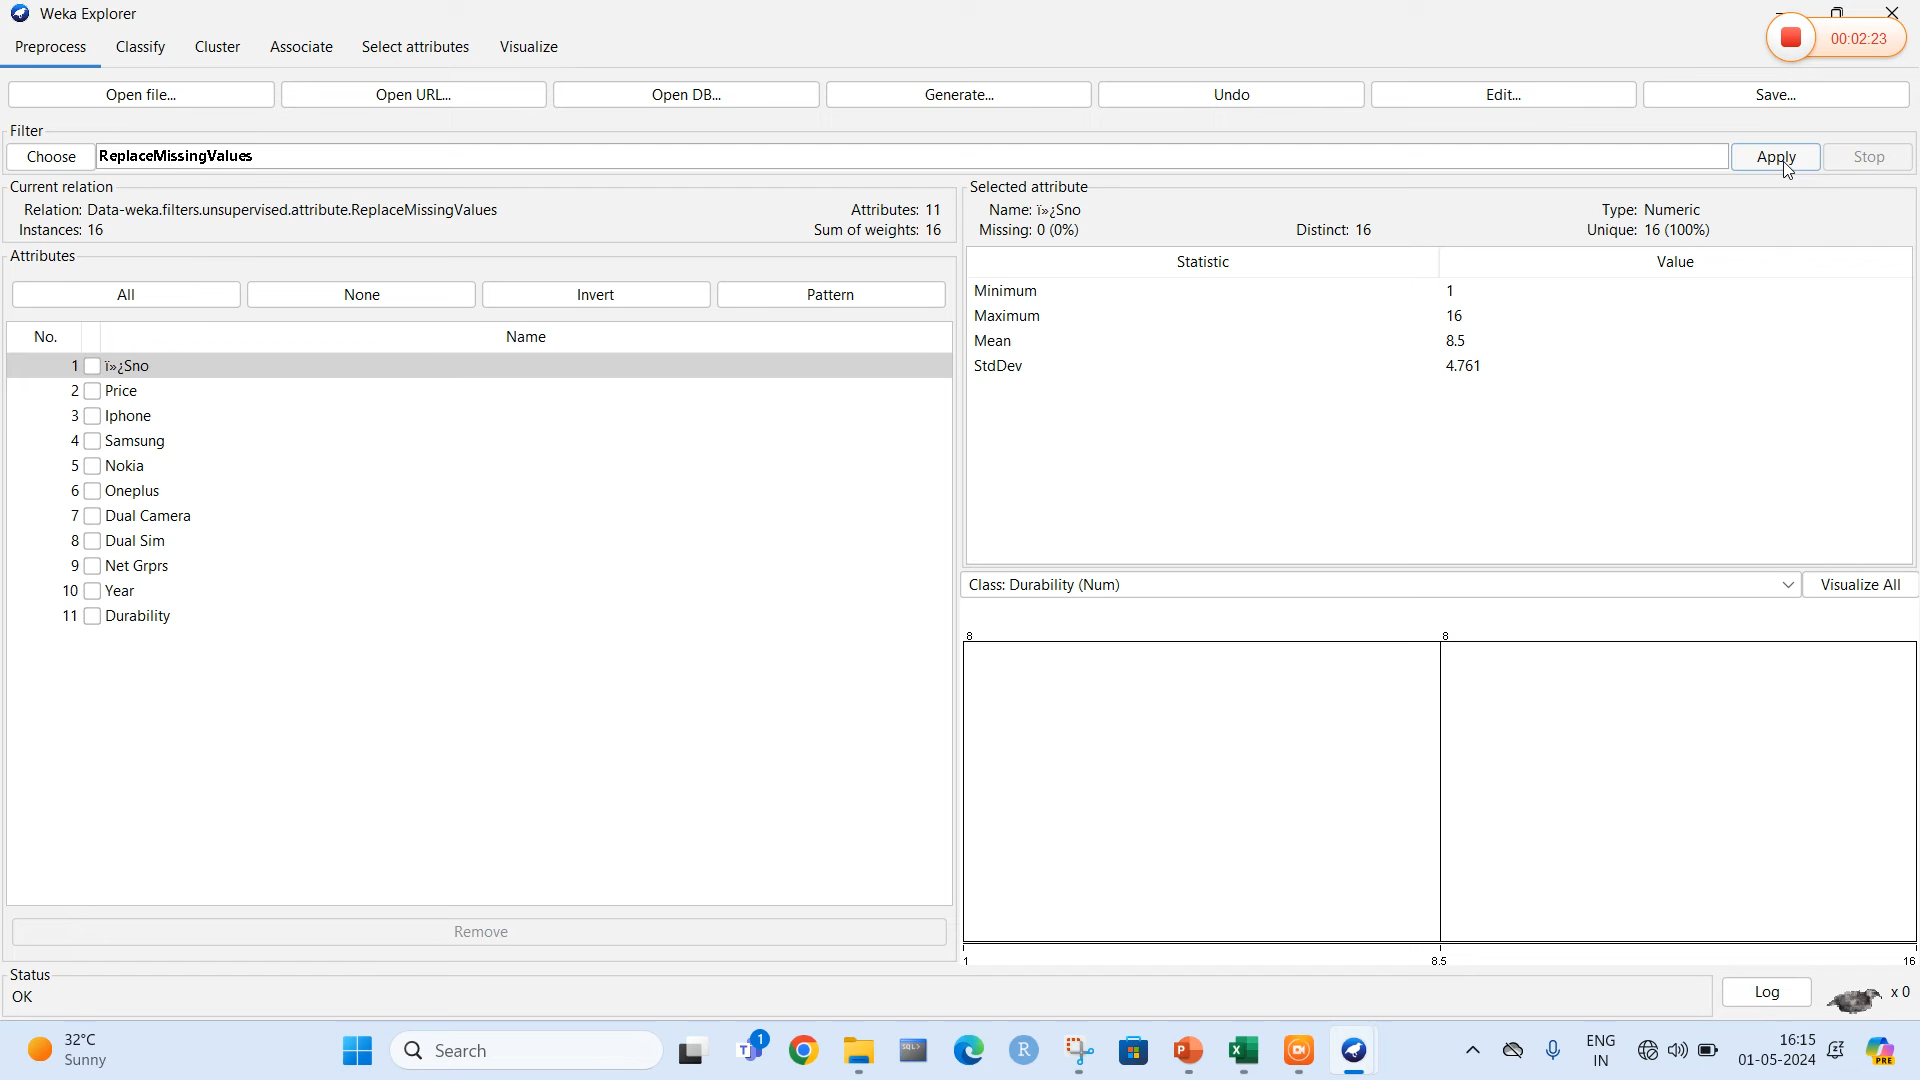 Weka Explorer
00:02:23
Preprocess Classify Cluster Associate Select attributes Visualize
Open file... Open URL... Open DB... Generate... Undo Edit... Save...
Filter
Choose ReplaceMissingValues Apply Stop
Current relation
Relation: Data-weka.filters.unsupervised.attribute.ReplaceMissingValues Attributes: 11
Instances: 16 Sum of weights: 16
Selected attribute
Name: ï»¿Sno Type: Numeric
Missing: 0 (0%) Distinct: 16 Unique: 16 (100%)
Attributes
All None Invert Pattern
No. Name
1 ï»¿Sno
2 Price
3 Iphone
4 Samsung
5 Nokia
6 Oneplus
7 Dual Camera
8 Dual Sim
9 Net Grprs
10 Year
11 Durability
Remove
Statistic Value
Minimum 1
Maximum 16
Mean 8.5
StdDev 4.761
Class: Durability (Num) Visualize All
8 8
1 8.5 16
Status
OK
Log x 0
32°C
Sunny
Search
SQL>
1
R
P
X
ENG
IN
16:15
01-05-2024
PRE